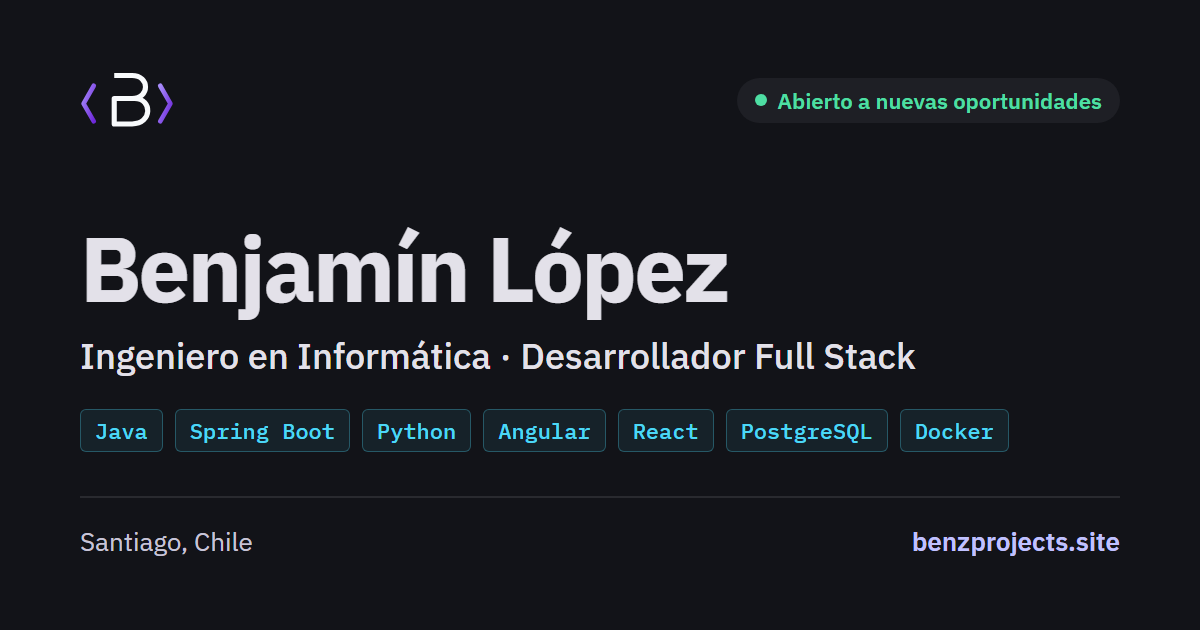 ‹B›
Abierto a nuevas oportunidades
Benjamín López
Ingeniero en Informática · Desarrollador Full Stack
Java Spring Boot Python Angular React PostgreSQL Docker
Santiago, Chile
benzprojects.site